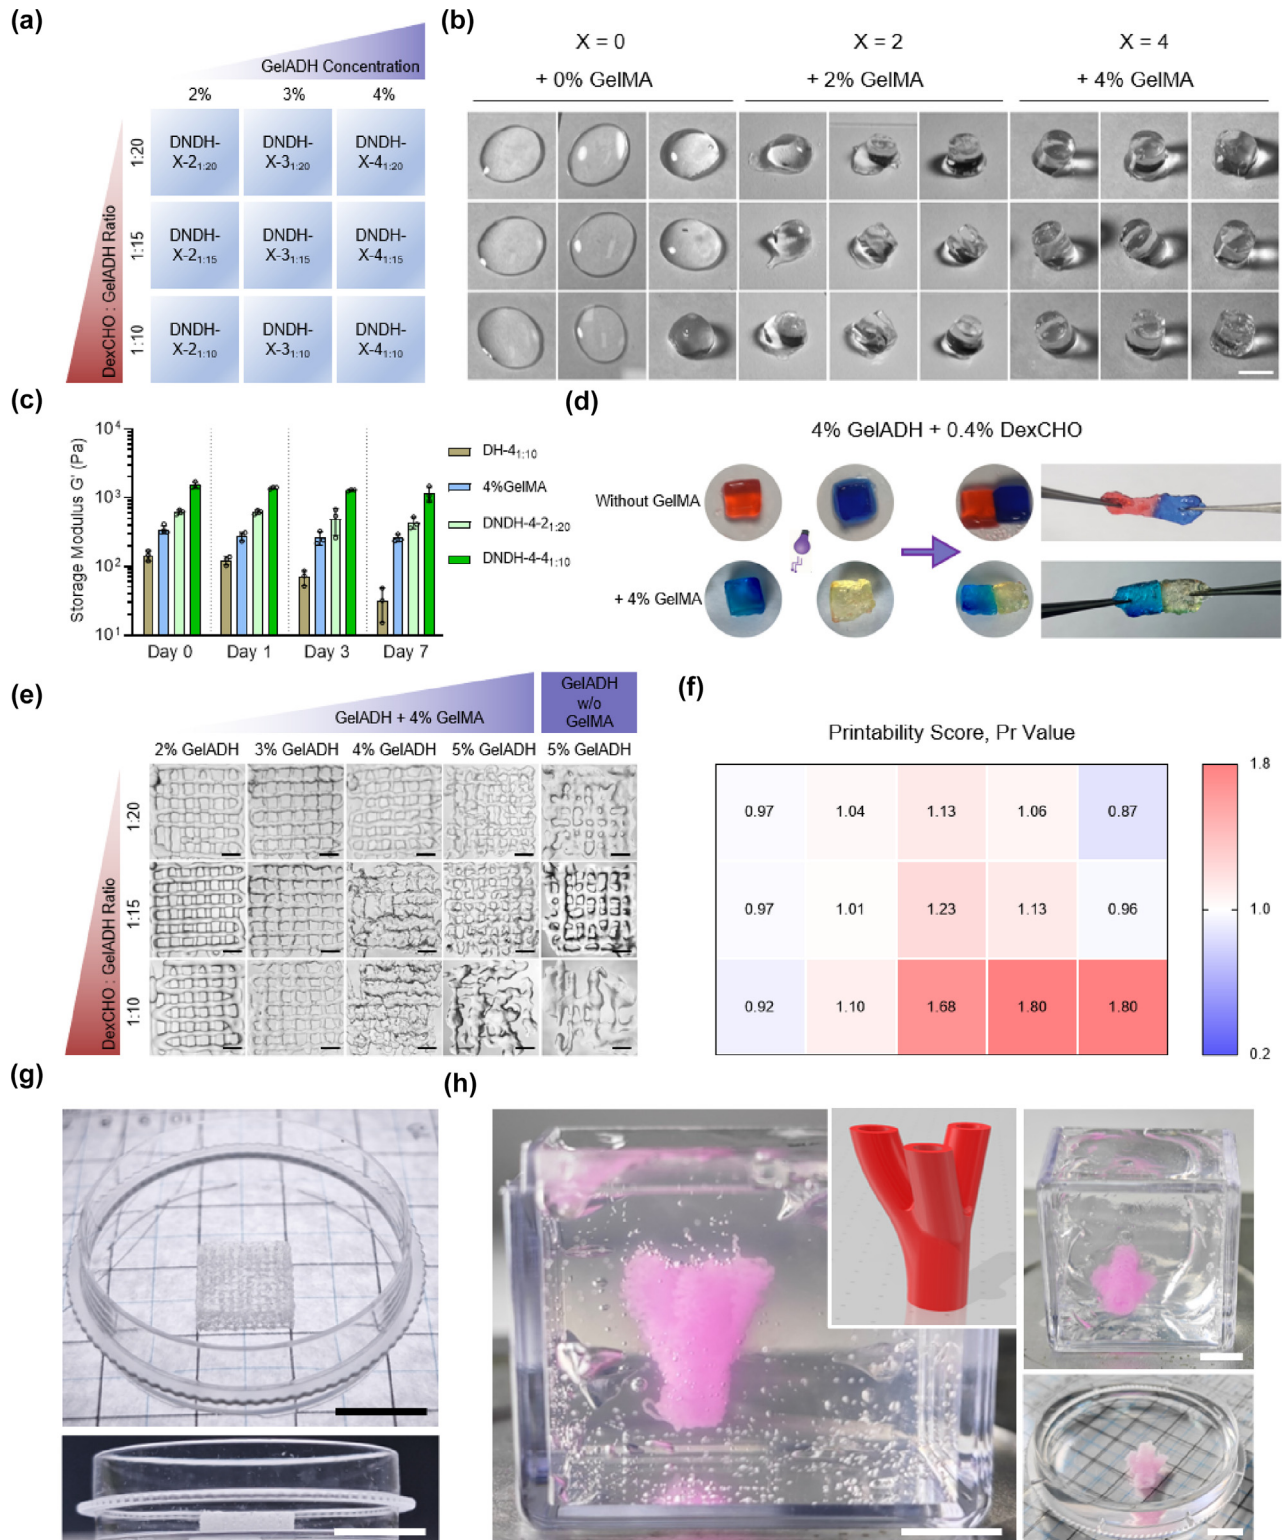 (a)
GelADH Concentration
2% 3% 4%
DexCHO : GelADH Ratio
1:20
1:15
1:10
DNDH-
X-2₁:₂₀
DNDH-
X-3₁:₂₀
DNDH-
X-4₁:₂₀
DNDH-
X-2₁:₁₅
DNDH-
X-3₁:₁₅
DNDH-
X-4₁:₁₅
DNDH-
X-2₁:₁₀
DNDH-
X-3₁:₁₀
DNDH-
X-4₁:₁₀
(b)
X = 0 X = 2 X = 4
+ 0% GelMA + 2% GelMA + 4% GelMA
(c)
Storage Modulus G' (Pa)
10⁴
10³
10²
10¹
Day 0 Day 1 Day 3 Day 7
DH-4₁:₁₀
4%GelMA
DNDH-4-2₁:₂₀
DNDH-4-4₁:₁₀
(d)
4% GelADH + 0.4% DexCHO
Without GelMA
+ 4% GelMA
(e)
GelADH + 4% GelMA
GelADH
w/o
GelMA
2% GelADH 3% GelADH 4% GelADH 5% GelADH 5% GelADH
DexCHO : GelADH Ratio
1:20
1:15
1:10
(f)
Printability Score, Pr Value
0.97 1.04 1.13 1.06 0.87
0.97 1.01 1.23 1.13 0.96
0.92 1.10 1.68 1.80 1.80
1.8
1.0
0.2
(g)
(h)